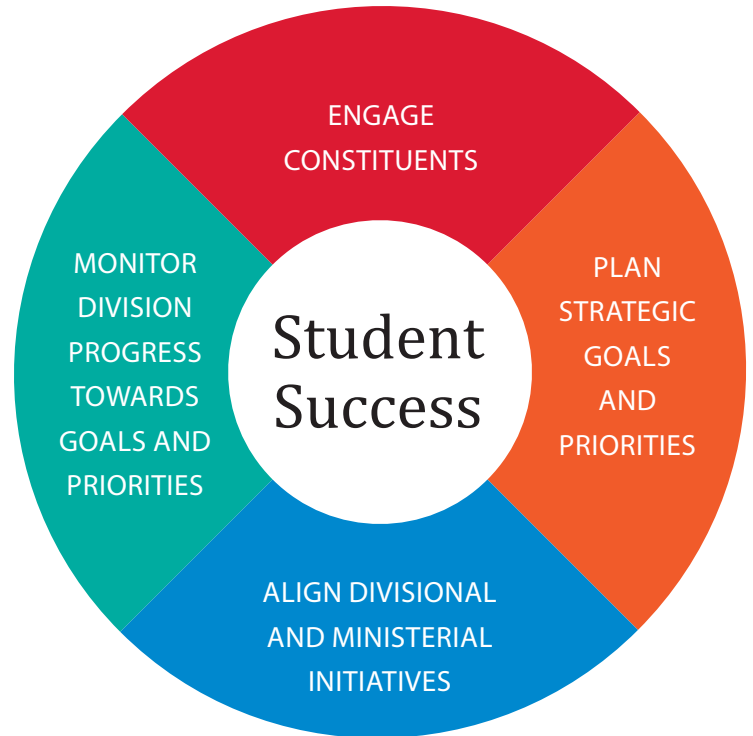 ENGAGE
CONSTITUENTS
PLAN
STRATEGIC
GOALS
AND
PRIORITIES
ALIGN DIVISIONAL
AND MINISTERIAL
INITIATIVES
MONITOR
DIVISION
PROGRESS
TOWARDS
GOALS AND
PRIORITIES
Student
Success